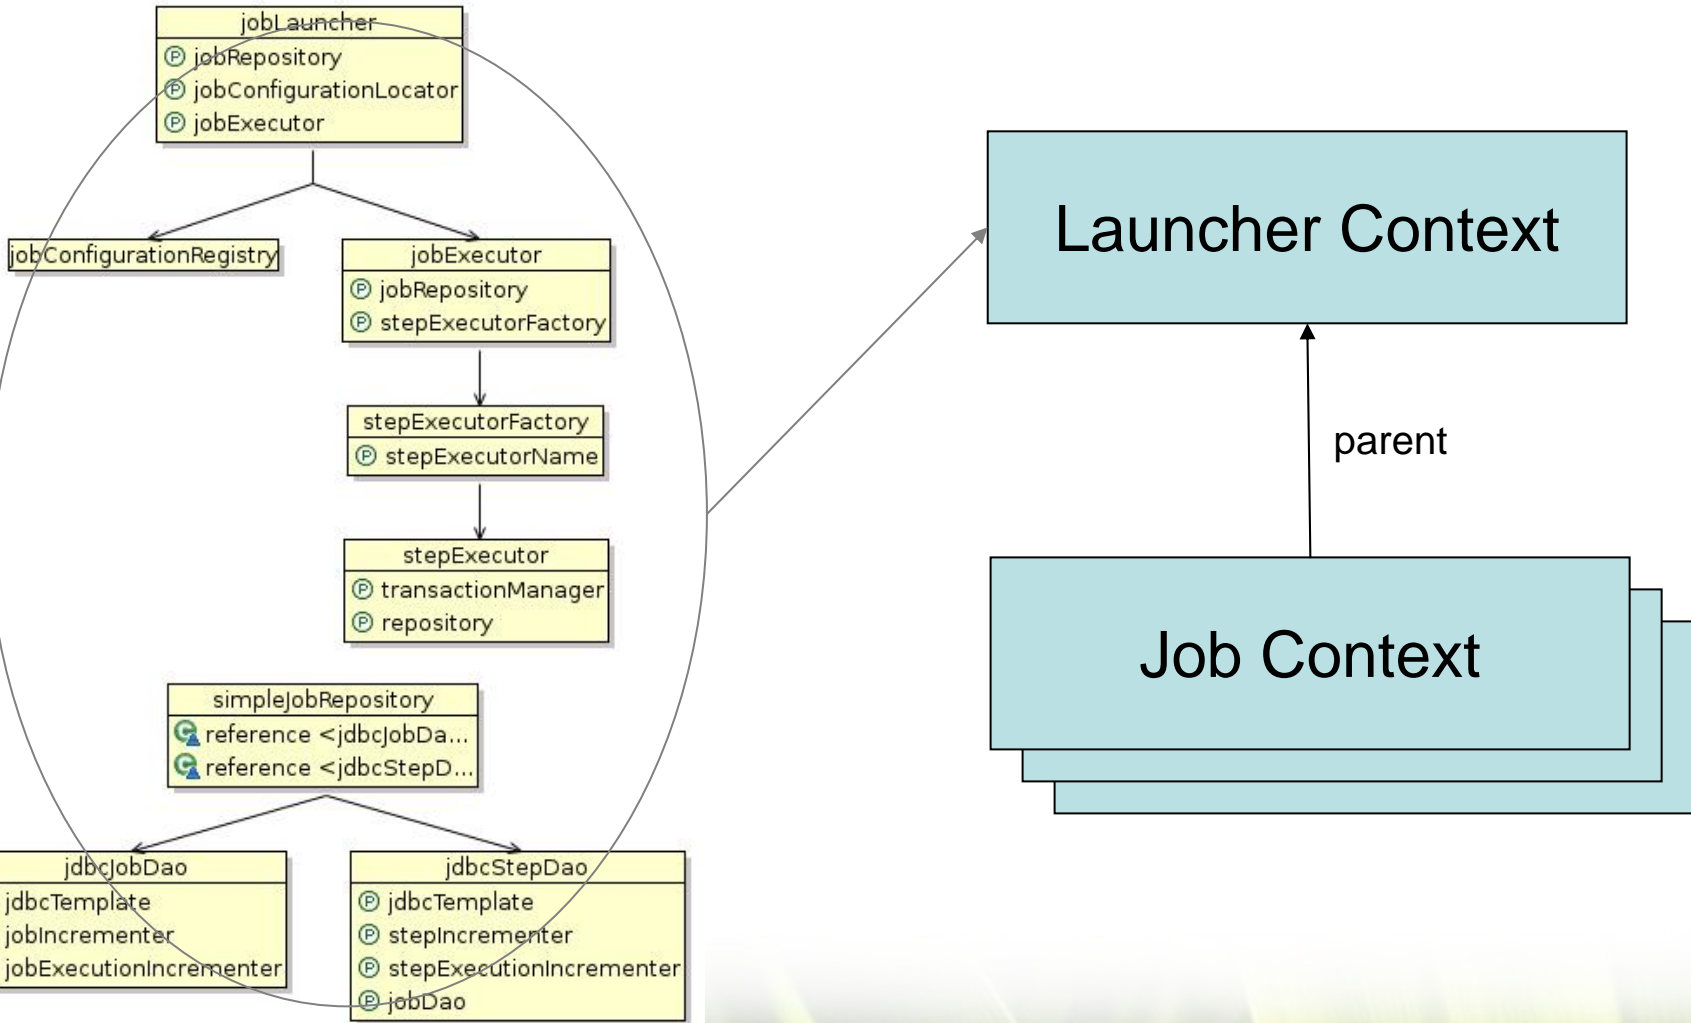 jobLauncher
jobRepository
jobConfigurationLocator
jobExecutor
jobConfigurationRegistry
jobExecutor
jobRepository
stepExecutorFactory
stepExecutorFactory
stepExecutorName
stepExecutor
transactionManager
repository
simpleJobRepository
reference <jdbcJobDa...
reference <jdbcStepD...
jdbcJobDao
jdbcTemplate
jobIncrementer
jobExecutionIncrementer
jdbcStepDao
jdbcTemplate
stepIncrementer
stepExecutionIncrementer
jobDao
Launcher Context
parent
Job Context